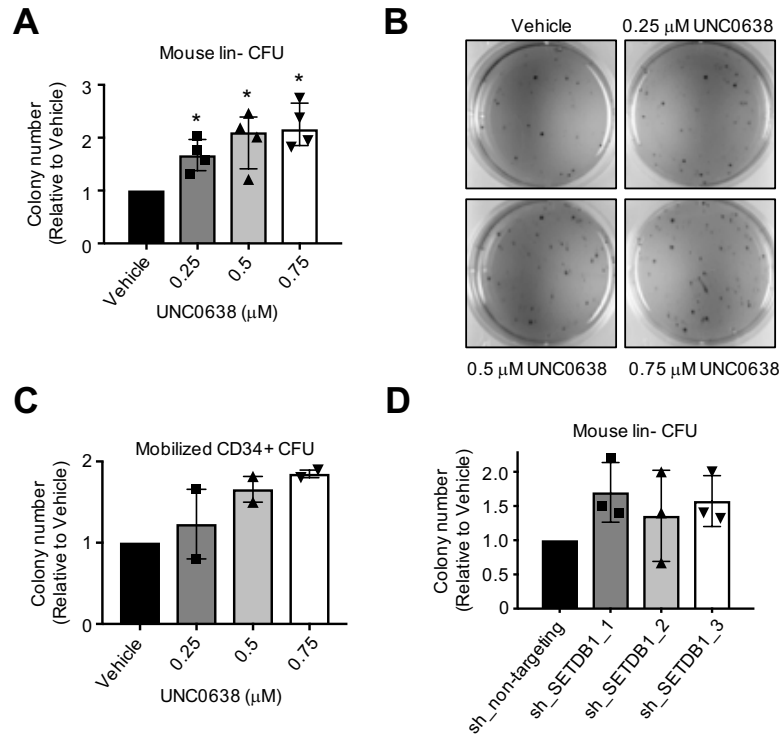 A
Mouse lin- CFU
Colony number
(Relative to Vehicle)
3
2
1
0
*
*
*
Vehicle
0.25
0.5
0.75
UNC0638 (μM)
B
Vehicle
0.25 μM UNC0638
0.5 μM UNC0638
0.75 μM UNC0638
C
Mobilized CD34+ CFU
Colony number
(Relative to Vehicle)
2
1
0
Vehicle
0.25
0.5
0.75
UNC0638 (μM)
D
Mouse lin- CFU
Colony number
(Relative to Vehicle)
2.0
1.5
1.0
0.5
0
sh_non-targeting
sh_SETDB1_1
sh_SETDB1_2
sh_SETDB1_3